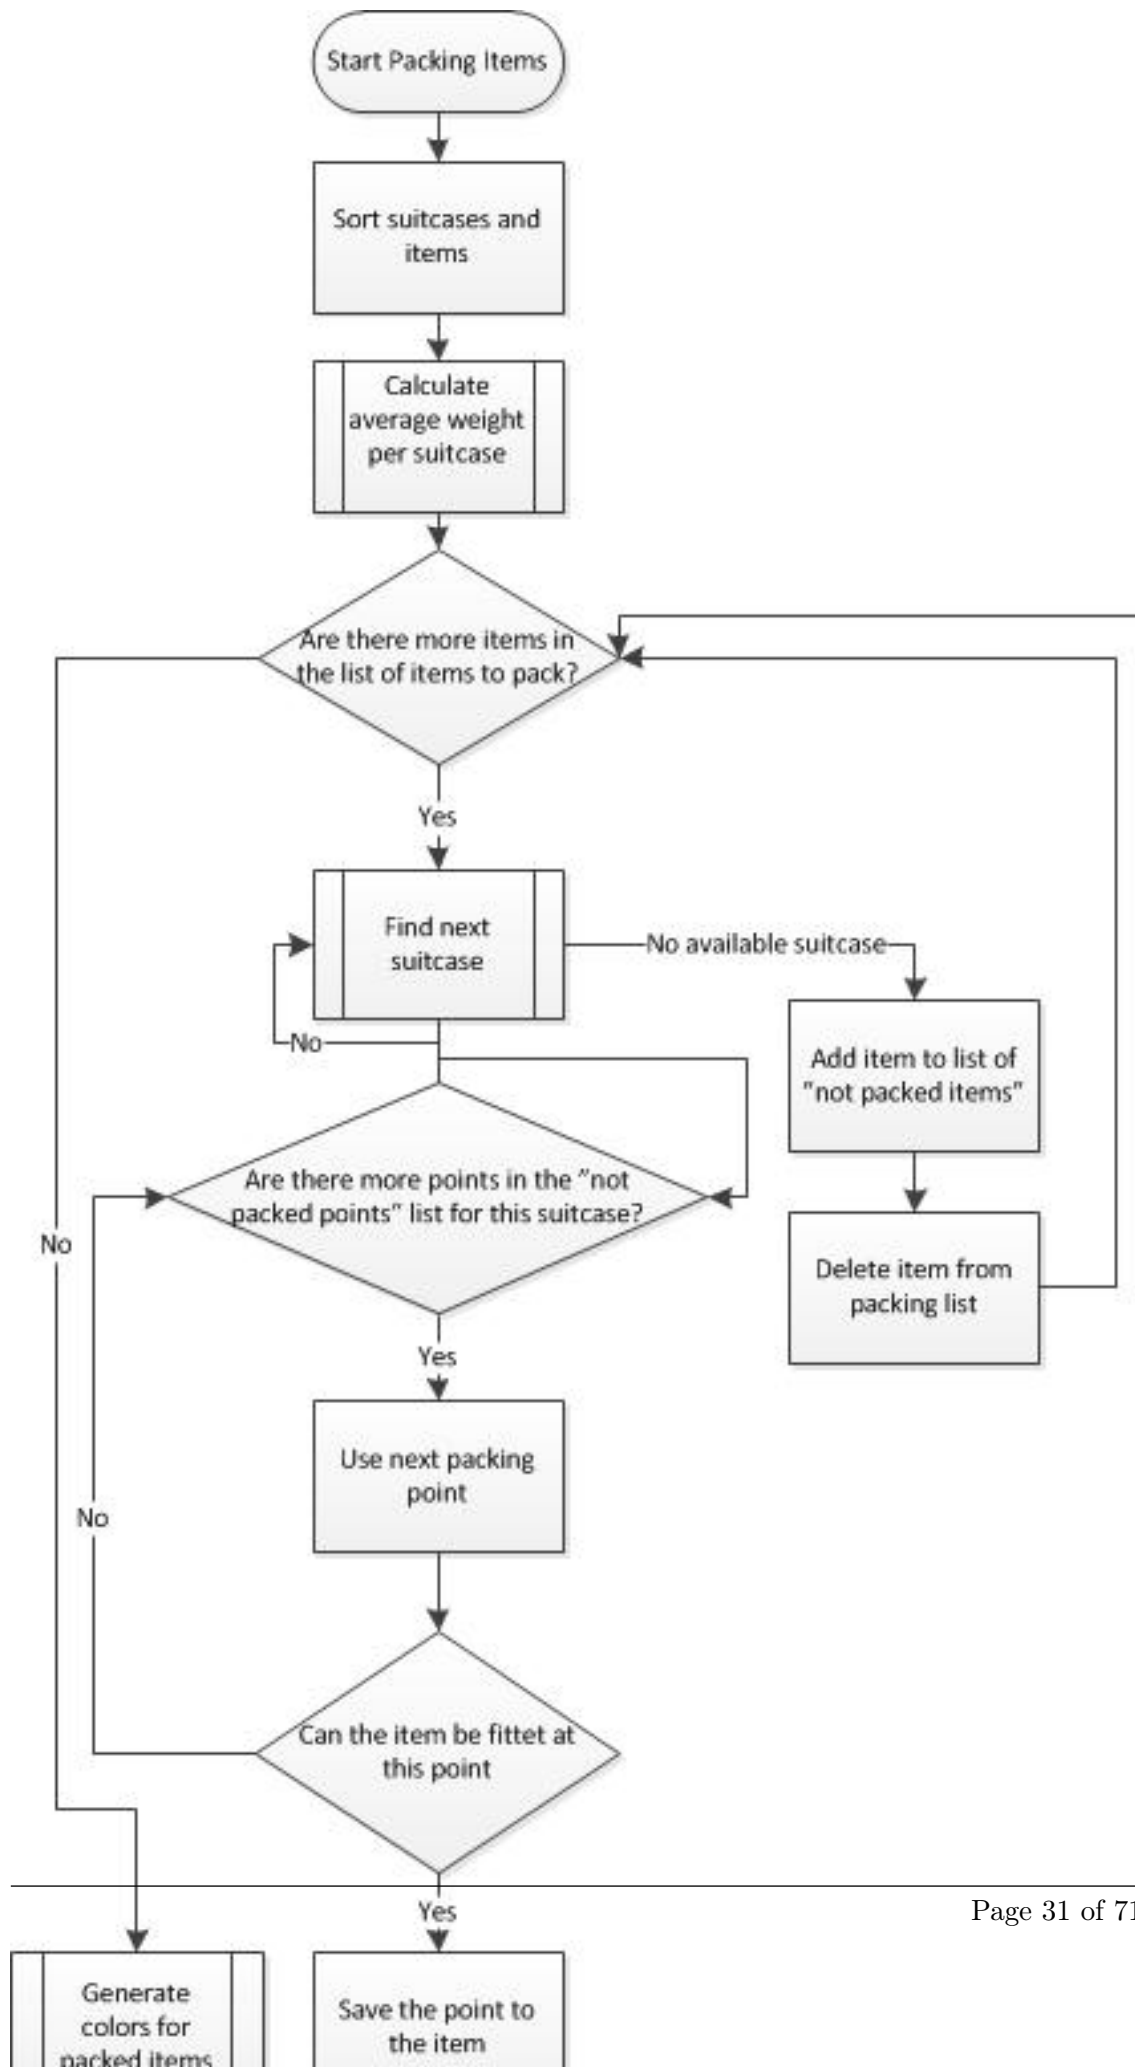 Start Packing Items
Sort suitcases and
items
Calculate
average weight
per suitcase
Are there more items in
the list of items to pack?
Yes
Find next
suitcase
No available suitcase
No
Add item to list of
"not packed items"
Are there more points in the "not
packed points" list for this suitcase?
No
Delete item from
packing list
Yes
Use next packing
point
No
Can the item be fittet at
this point
Yes
Page 31 of 71
Generate
colors for
packed items
Save the point to
the item